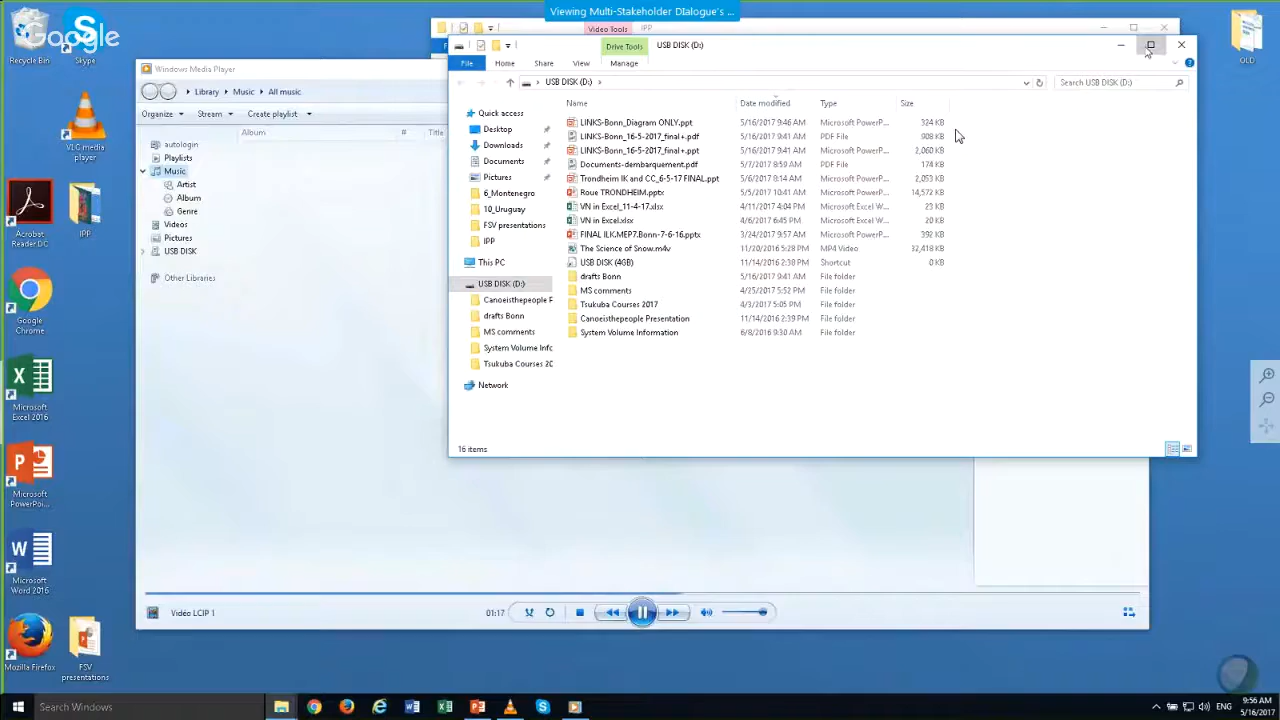 Viewing Multi-Stakeholder Dialogue's ...
Google
Recycle Bin
Skype
VLC media
player
Acrobat
Reader DC
IPP
Google
Chrome
Microsoft
Excel 2016
Microsoft
PowerPoi...
Microsoft
Word 2016
Mozilla Firefox
FSV
presentations
OLD
Video Tools
IPP
Windows Media Player
Library
Music
All music
Organize
Stream
Create playlist
Album
#
Title
autologin
Playlists
Music
Artist
Album
Genre
Videos
Pictures
USB DISK
Other Libraries
Vidéo LCIP 1
01:17
Drive Tools
USB DISK (D:)
File
Home
Share
View
Manage
USB DISK (D:)
Search USB DISK (D:)
Name
Date modified
Type
Size
Quick access
Desktop
Downloads
Documents
Pictures
6_Montenegro
10_Uruguay
FSV presentations
IPP
This PC
USB DISK (D:)
Canoeisthepeople F
drafts Bonn
MS comments
System Volume Info
Tsukuba Courses 20
Network
LINKS-Bonn_Diagram ONLY.ppt 5/16/2017 9:46 AM Microsoft PowerP... 324 KB
LINKS-Bonn_16-5-2017_final+.pdf 5/16/2017 9:41 AM PDF File 908 KB
LINKS-Bonn_16-5-2017_final+.ppt 5/16/2017 9:41 AM Microsoft PowerP... 2,060 KB
Documents-dembarquement.pdf 5/7/2017 8:59 AM PDF File 174 KB
Trondheim IK and CC_6-5-17 FINAL.ppt 5/6/2017 8:14 AM Microsoft PowerP... 2,053 KB
Roue TRONDHEIM.pptx 5/5/2017 10:41 AM Microsoft PowerP... 14,572 KB
VN in Excel_11-4-17.xlsx 4/11/2017 4:04 PM Microsoft Excel W... 23 KB
VN in Excel.xlsx 4/6/2017 6:45 PM Microsoft Excel W... 20 KB
FINAL ILK.MEP7.Bonn-7-6-16.pptx 3/24/2017 9:57 AM Microsoft PowerP... 392 KB
The Science of Snow.m4v 11/20/2016 5:28 PM MP4 Video 32,418 KB
USB DISK (4GB) 11/14/2016 2:38 PM Shortcut 0 KB
drafts Bonn 5/16/2017 9:41 AM File folder
MS comments 4/25/2017 5:52 PM File folder
Tsukuba Courses 2017 4/3/2017 5:05 PM File folder
Canoeisthepeople Presentation 11/14/2016 2:39 PM File folder
System Volume Information 6/8/2016 9:30 AM File folder
16 items
Search Windows
ENG
9:56 AM
5/16/2017